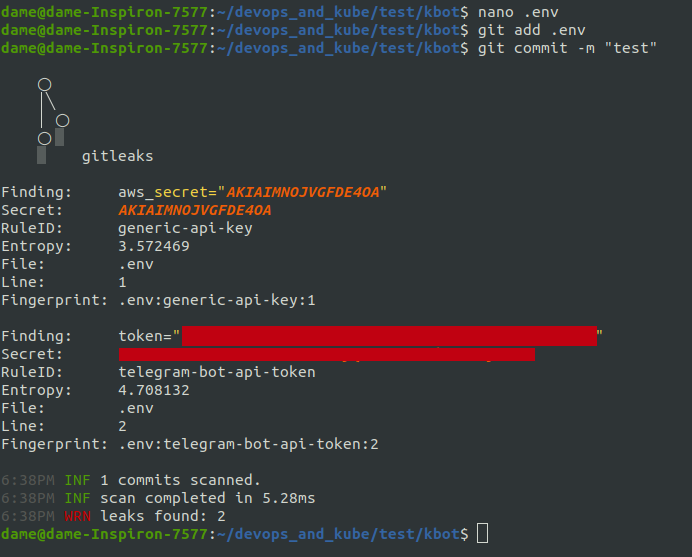 dame@dame-Inspiron-7577:~/devops_and_kube/test/kbot$ nano .env
dame@dame-Inspiron-7577:~/devops_and_kube/test/kbot$ git add .env
dame@dame-Inspiron-7577:~/devops_and_kube/test/kbot$ git commit -m "test"
gitleaks
Finding: aws_secret="AKIAIMNOJVGFDE4OA"
Secret: AKIAIMNOJVGFDE4OA
RuleID: generic-api-key
Entropy: 3.572469
File: .env
Line: 1
Fingerprint: .env:generic-api-key:1
Finding: token=""
Secret:
RuleID: telegram-bot-api-token
Entropy: 4.708132
File: .env
Line: 2
Fingerprint: .env:telegram-bot-api-token:2
6:38PM INF 1 commits scanned.
6:38PM INF scan completed in 5.28ms
6:38PM WRN leaks found: 2
dame@dame-Inspiron-7577:~/devops_and_kube/test/kbot$